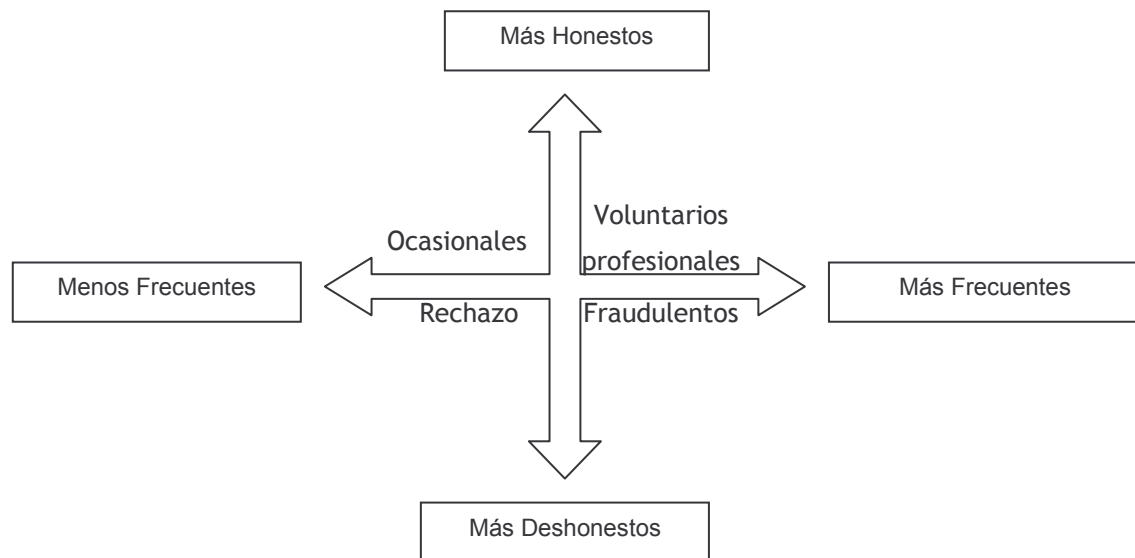 Más Honestos
Voluntarios
Ocasionales
profesionales
Menos Frecuentes
Más Frecuentes
Rechazo
Fraudulentos
Más Deshonestos